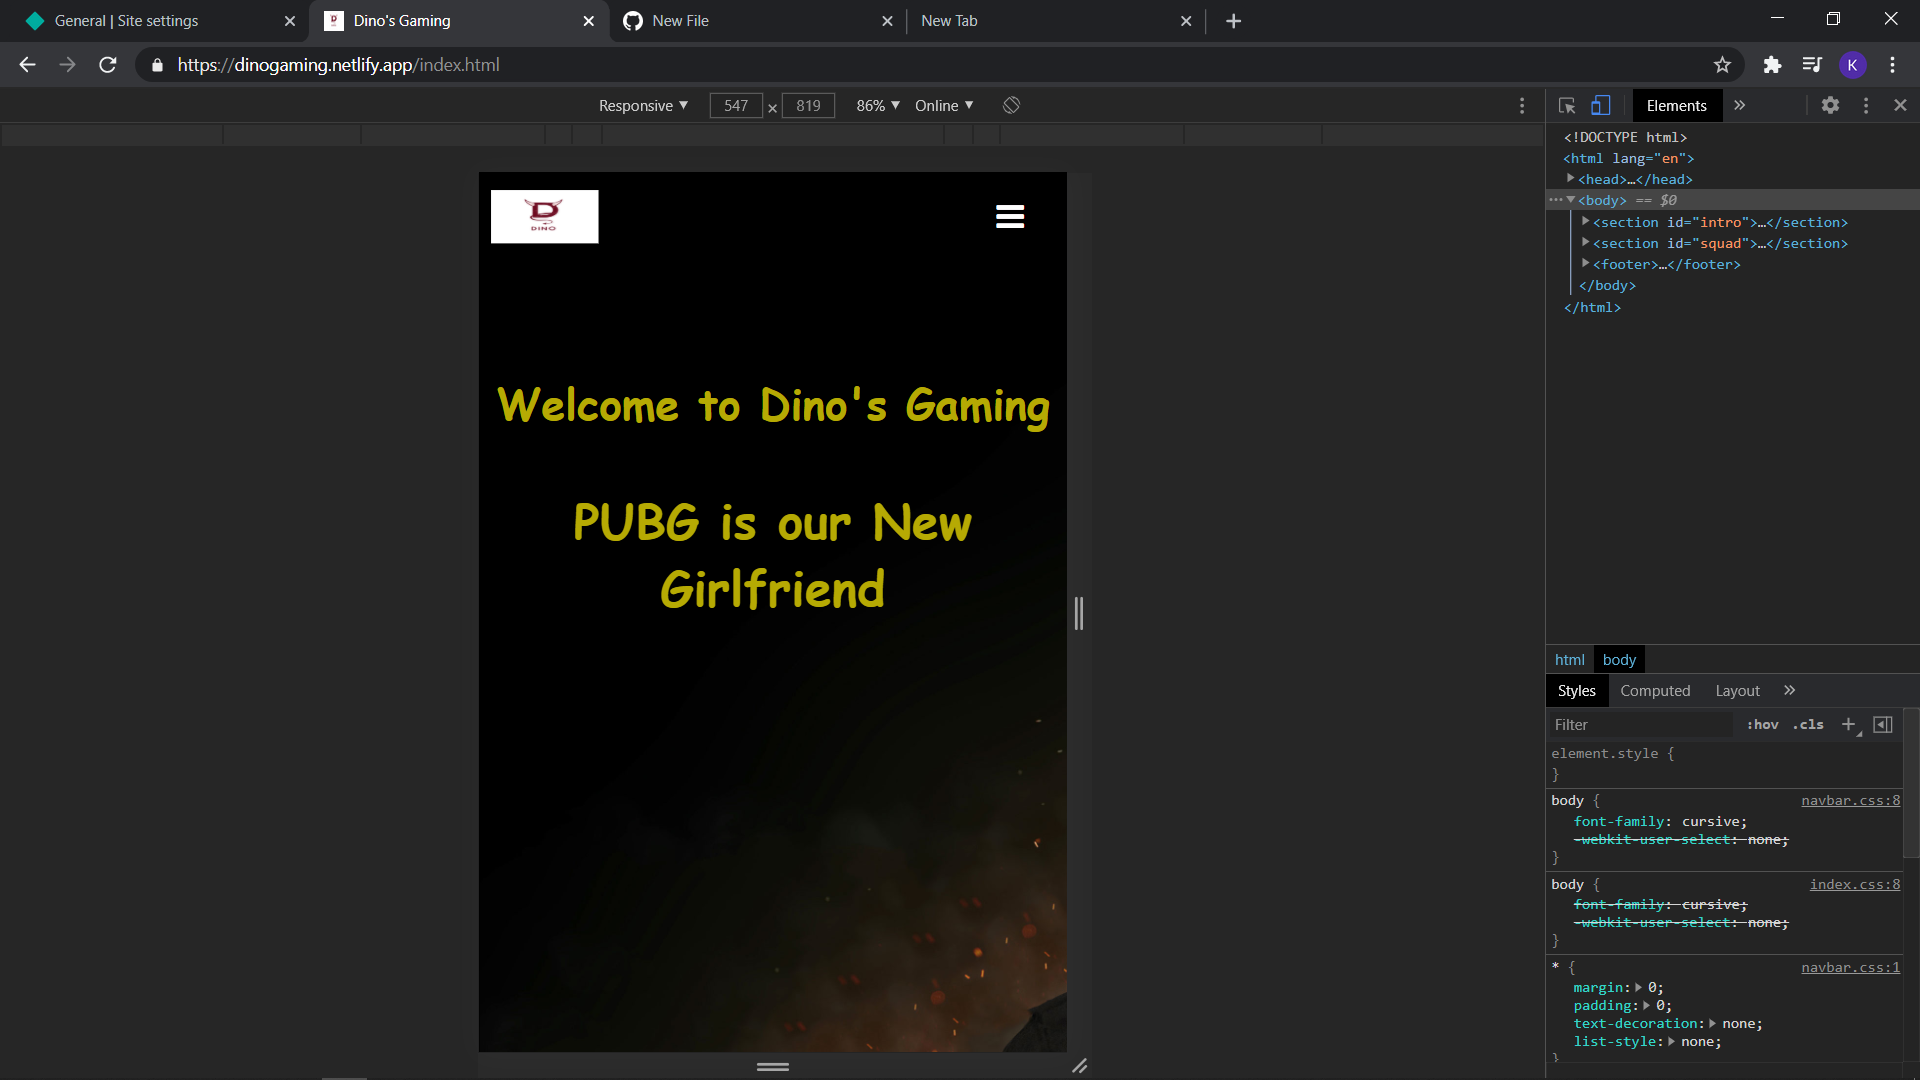 General | Site settings
Dino's Gaming
New File
New Tab
https://dinogaming.netlify.app/index.html
K
Responsive
547 × 819
86%
Online
Elements
<!DOCTYPE html>
<html lang="en">
<head>…</head>
<body> == $0
<section id="intro">…</section>
<section id="squad">…</section>
<footer>…</footer>
</body>
</html>
D
DINO
Welcome to Dino's Gaming
PUBG is our New
Girlfriend
html body
Styles Computed Layout
Filter :hov .cls
element.style {
}
body { navbar.css:8
font-family: cursive;
-webkit-user-select: none;
}
body { index.css:8
font-family: cursive;
-webkit-user-select: none;
}
* { navbar.css:1
margin: 0;
padding: 0;
text-decoration: none;
list-style: none;
}